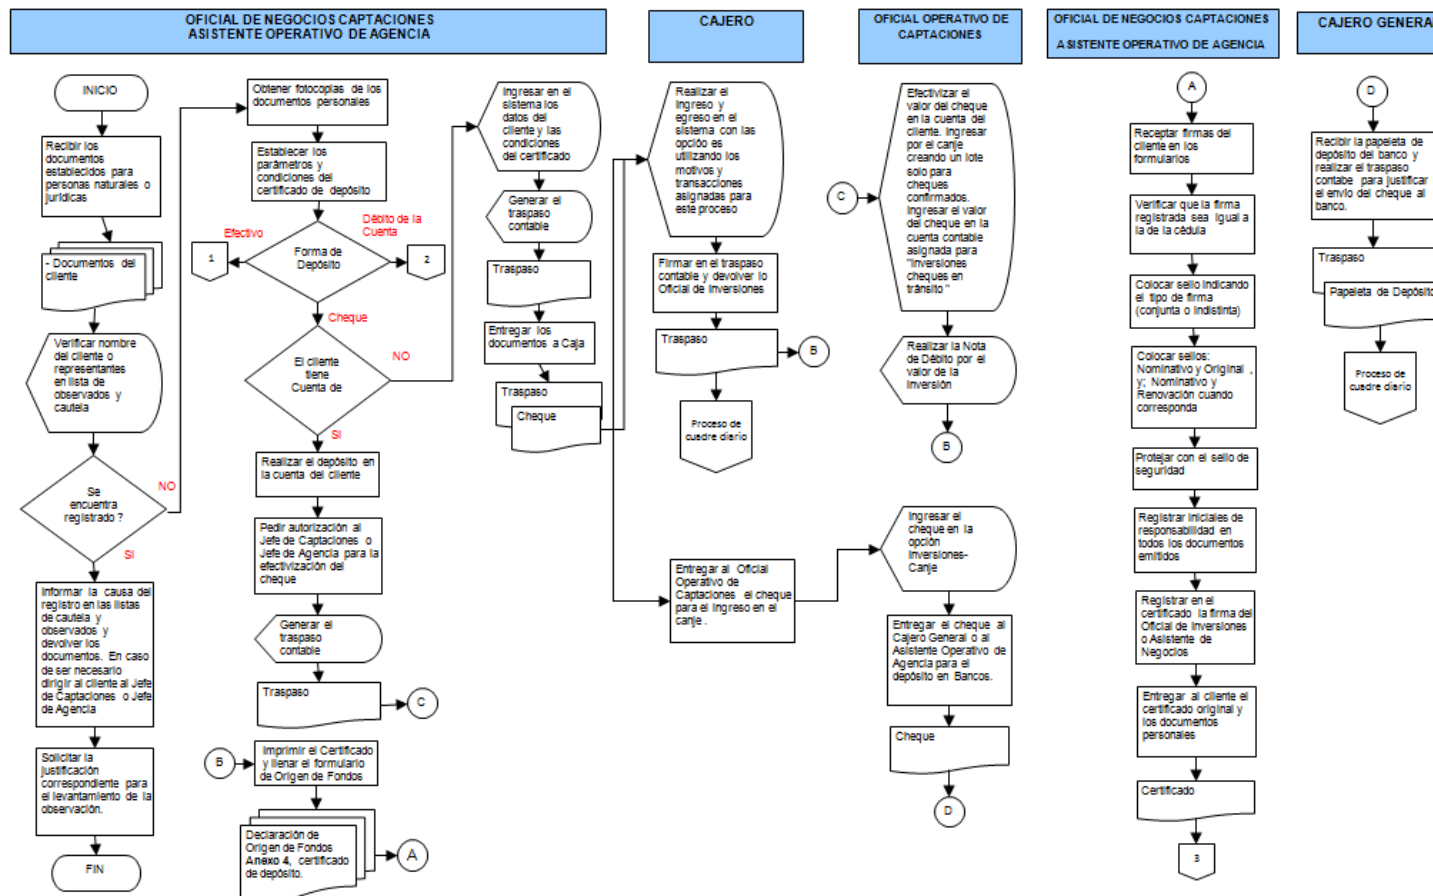 OFICIAL DE NEGOCIOS CAPTACIONES
ASISTENTE OPERATIVO DE AGENCIA
CAJERO
OFICIAL OPERATIVO DE
CAPTACIONES
OFICIAL DE NEGOCIOS CAPTACIONES
ASISTENTE OPERATIVO DE AGENCIA
CAJERO GENERA
INICIO
Recibir los
documentos
establecidos para
personas naturales o
jurídicas
- Documentos del
cliente
Verificar nombre
del cliente o
representantes
en lista de
observados y
cautela
Se
encuentra
registrado ?
NO
SI
Informar la causa del
registro en las listas
de cautela y
observados y
devolver los
documentos. En caso
de ser necesario
dirigir al cliente al Jefe
de Captaciones o Jefe
de Agencia
Solicitar la
justificación
correspondiente para
el levantamiento de la
observación.
FIN
Obtener fotocopias de los
documentos personales
Establecer los
parámetros y
condiciones del
certificado de depósito
Efectivo
Débito de la
Cuenta
1
Forma de
Depósito
2
Cheque
El cliente
tiene
Cuenta de
NO
SI
Realizar el depósito en
la cuenta del cliente
Pedir autorización al
Jefe de Captaciones o
Jefe de Agencia para la
efectivización del
cheque
Generar el
traspaso
contable
Traspaso
C
B
Imprimir el Certificado
y llenar el formulario
de Origen de Fondos
Declaración de
Origen de Fondos
Anexo 4, certificado
de depósito.
A
Ingresar en el
sistema los
datos del
cliente y las
condiciones
del certificado
Generar el
traspaso
contable
Traspaso
Entregar los
documentos a Caja
Traspaso
Cheque
Realizar el
Ingreso y
egreso en el
sistema con las
opción es
utilizando los
motivos y
transacciones
asignadas para
este proceso
Firmar en el traspaso
contable y devolver lo
Oficial de Inversiones
Traspaso
B
Proceso de
cuadre diario
Entregar al Oficial
Operativo de
Captaciones el cheque
para el ingreso en el
canje .
C
Efectivizar el
valor del cheque
en la cuenta del
cliente. Ingresar
por el canje
creando un lote
solo para
cheques
confirmados.
Ingresar el valor
del cheque en la
cuenta contable
asignada para
"Inversiones
cheques en
tránsito "
Realizar la Nota
de Débito por el
valor de la
Inversión
B
Ingresar el
cheque en la
opción
Inversiones-
Canje
Entregar el cheque al
Cajero General o al
Asistente Operativo de
Agencia para el
depósito en Bancos.
Cheque
D
A
Receptar firmas del
cliente en los
formularios
Verificar que la firma
registrada sea igual a
la de la cédula
Colocar sello indicando
el tipo de firma
(conjunta o indistinta)
Colocar sellos:
Nominativo y Original ,
y; Nominativo y
Renovación cuando
corresponda
Protejar con el sello de
seguridad
Registrar iniciales de
responsabilidad en
todos los documentos
emitidos
Registrar en el
certificado la firma del
Oficial de Inversiones
o Asistente de
Negocios
Entregar al cliente el
certificado original y
los documentos
personales
Certificado
3
D
Recibir la papeleta de
depósito del banco y
realizar el traspaso
contabe para justificar
el envío del cheque al
banco.
Traspaso
Papeleta de Depósito
Proceso de
cuadre diario